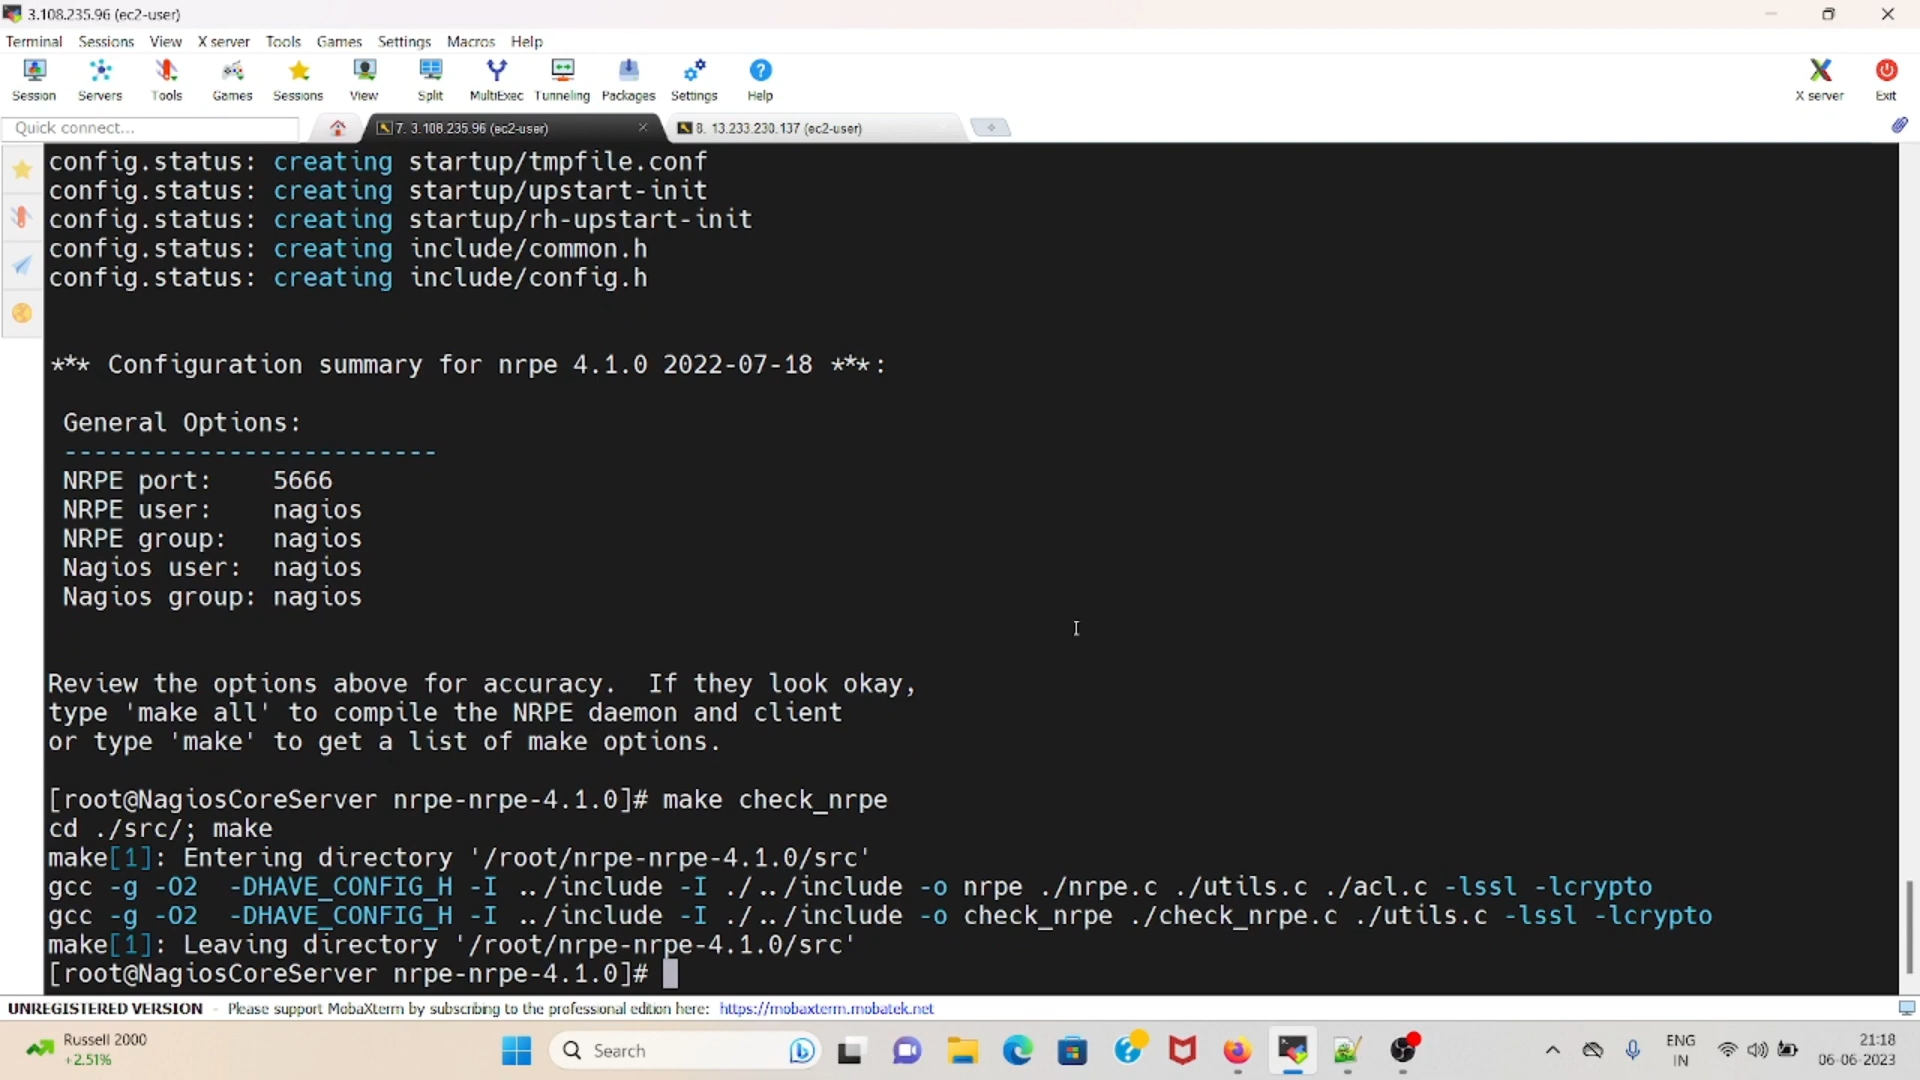 3.108.235.96 (ec2-user)
Terminal Sessions View X server Tools Games Settings Macros Help
Session Servers Tools Games Sessions View Split MultiExec Tunneling Packages Settings Help X server Exit
Quick connect... 7. 3.108.235.96 (ec2-user) 8. 13.233.230.137 (ec2-user)
config.status: creating startup/tmpfile.conf
config.status: creating startup/upstart-init
config.status: creating startup/rh-upstart-init
config.status: creating include/common.h
config.status: creating include/config.h
*** Configuration summary for nrpe 4.1.0 2022-07-18 ***:
General Options:
-------------------------
NRPE port: 5666
NRPE user: nagios
NRPE group: nagios
Nagios user: nagios
Nagios group: nagios
Review the options above for accuracy. If they look okay,
type 'make all' to compile the NRPE daemon and client
or type 'make' to get a list of make options.
[root@NagiosCoreServer nrpe-nrpe-4.1.0]# make check_nrpe
cd ./src/; make
make[1]: Entering directory '/root/nrpe-nrpe-4.1.0/src'
gcc -g -O2 -DHAVE_CONFIG_H -I ../include -I ./../include -o nrpe ./nrpe.c ./utils.c ./acl.c -lssl -lcrypto
gcc -g -O2 -DHAVE_CONFIG_H -I ../include -I ./../include -o check_nrpe ./check_nrpe.c ./utils.c -lssl -lcrypto
make[1]: Leaving directory '/root/nrpe-nrpe-4.1.0/src'
[root@NagiosCoreServer nrpe-nrpe-4.1.0]#
UNREGISTERED VERSION - Please support MobaXterm by subscribing to the professional edition here: https://mobaxterm.mobatek.net
Russell 2000
+2.51%
Search
ENG
IN
21:18
06-06-2023